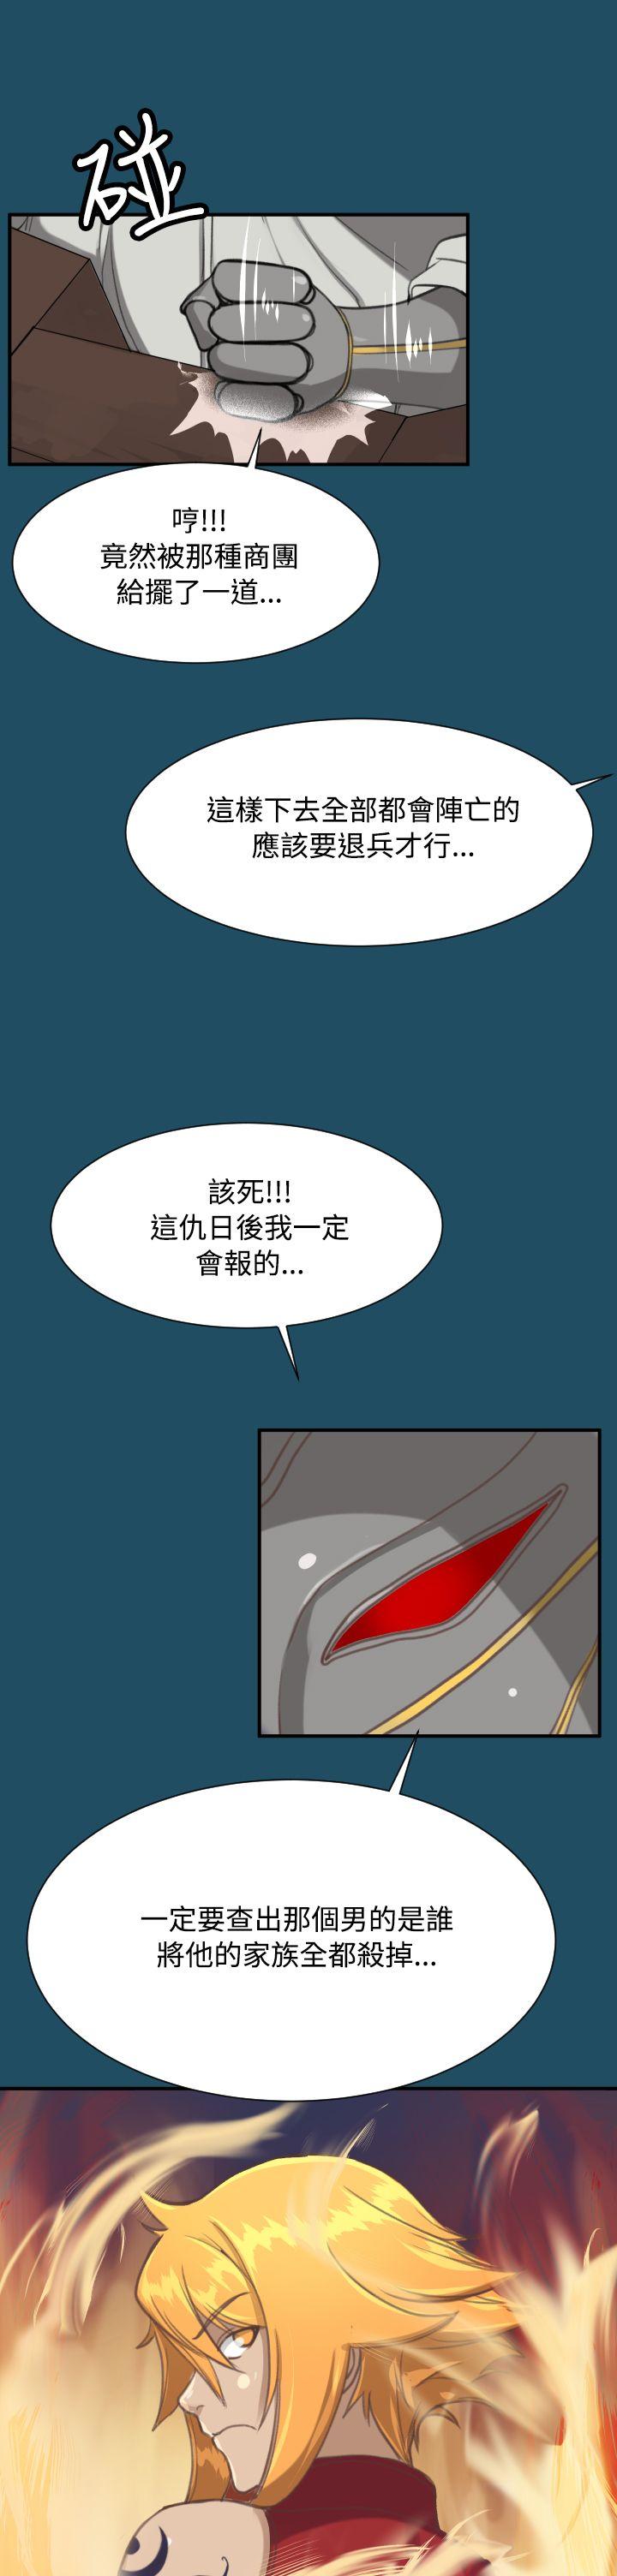 碰
哼!!!
竟然被那種商團
給擺了一道...
這樣下去全部都會陣亡的
應該要退兵才行...
該死!!!
這仇日後我一定
會報的...
一定要查出那個男的是誰
將他的家族全都殺掉...